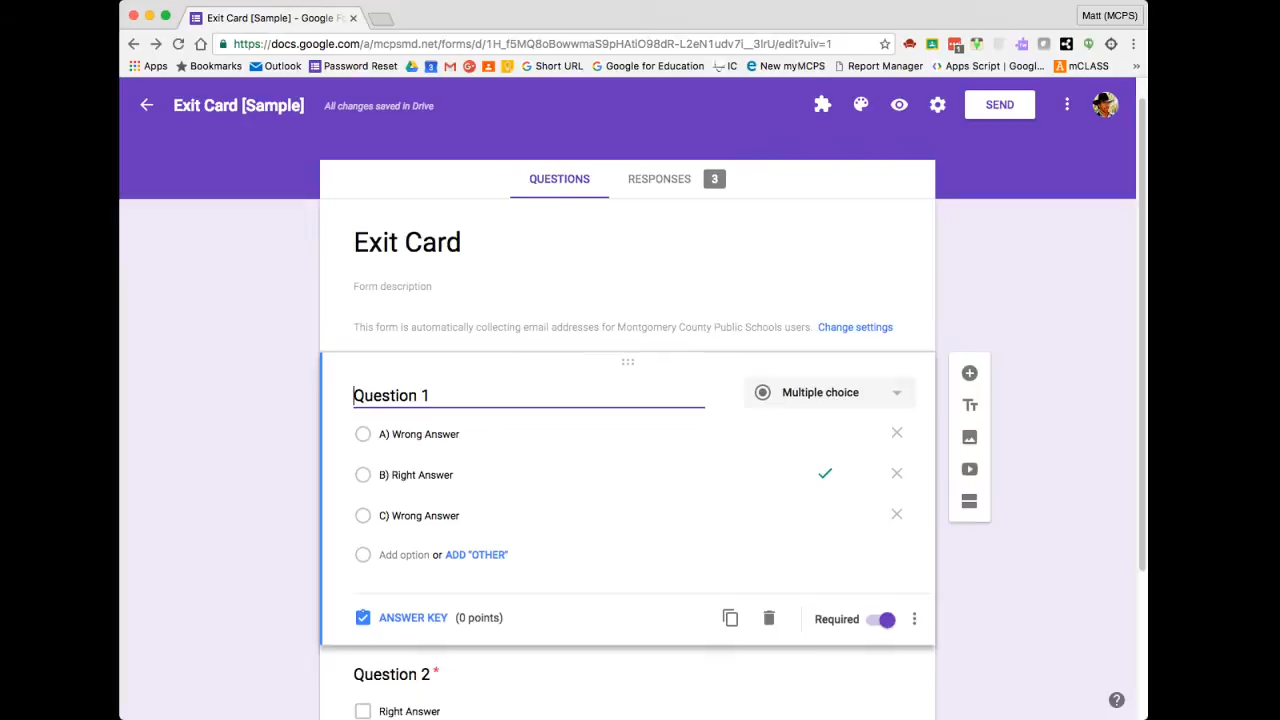 Exit Card [Sample] - Google Fo
Matt (MCPS)
https://docs.google.com/a/mcpsmd.net/forms/d/1H_f5MQ8oBowwmaS9pHAtiO98dR-L2eN1udv7i__3lrU/edit?uiv=1
Apps Bookmarks Outlook Password Reset Short URL Google for Education IC New myMCPS Report Manager Apps Script | Googl... mCLASS »
Exit Card [Sample] All changes saved in Drive SEND
QUESTIONS RESPONSES 3
Exit Card
Form description
This form is automatically collecting email addresses for Montgomery County Public Schools users. Change settings
Question 1 Multiple choice
A) Wrong Answer
B) Right Answer
C) Wrong Answer
Add option or ADD "OTHER"
ANSWER KEY (0 points) Required
Question 2 *
Right Answer